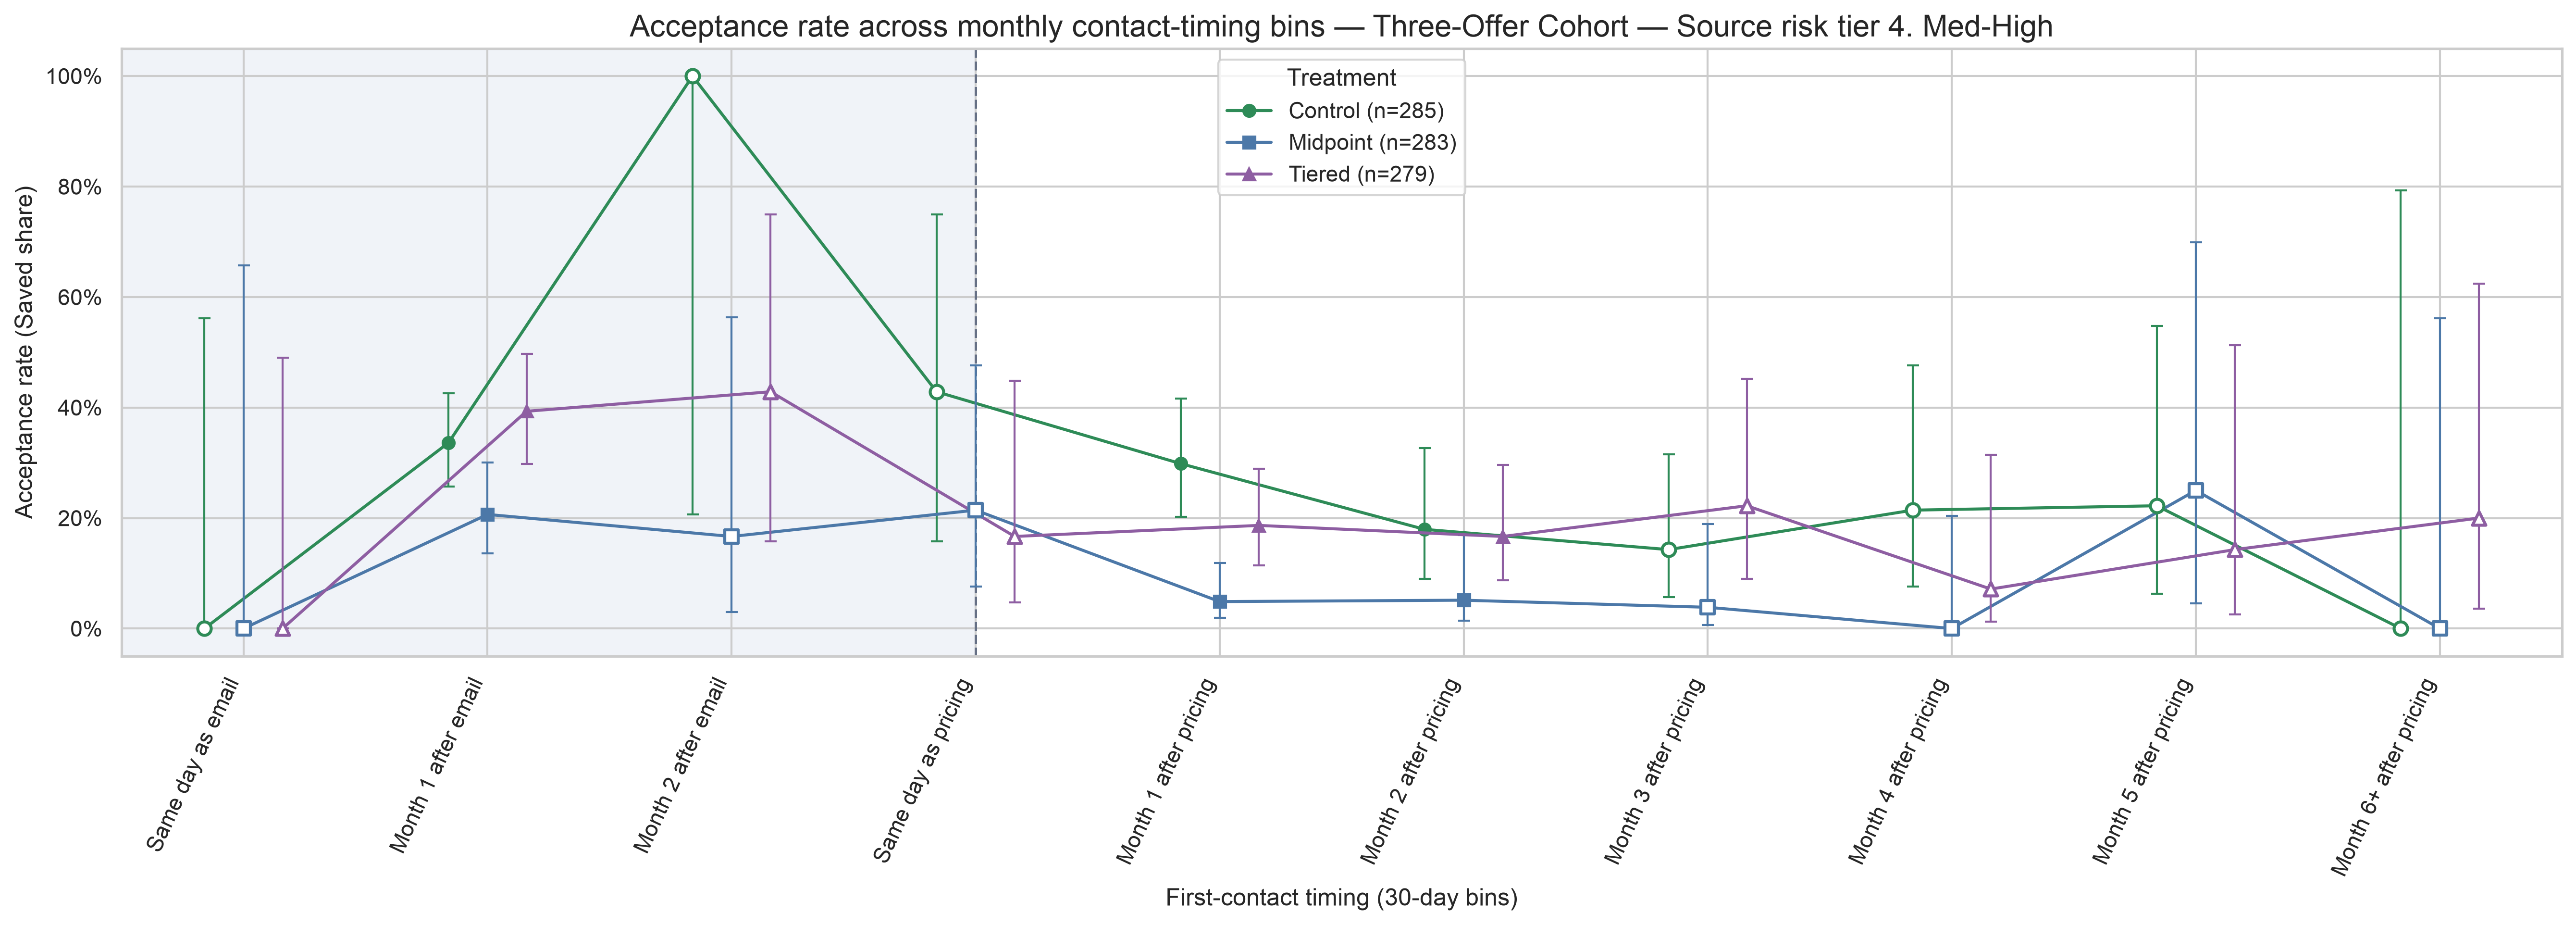 Acceptance rate across monthly contact-timing bins — Three-Offer Cohort — Source risk tier 4. Med-High
Treatment
Control (n=285)
Midpoint (n=283)
Tiered (n=279)
Acceptance rate (Saved share)
100%
80%
60%
40%
20%
0%
Same day as email
Month 1 after email
Month 2 after email
Same day as pricing
Month 1 after pricing
Month 2 after pricing
Month 3 after pricing
Month 4 after pricing
Month 5 after pricing
Month 6+ after pricing
First-contact timing (30-day bins)